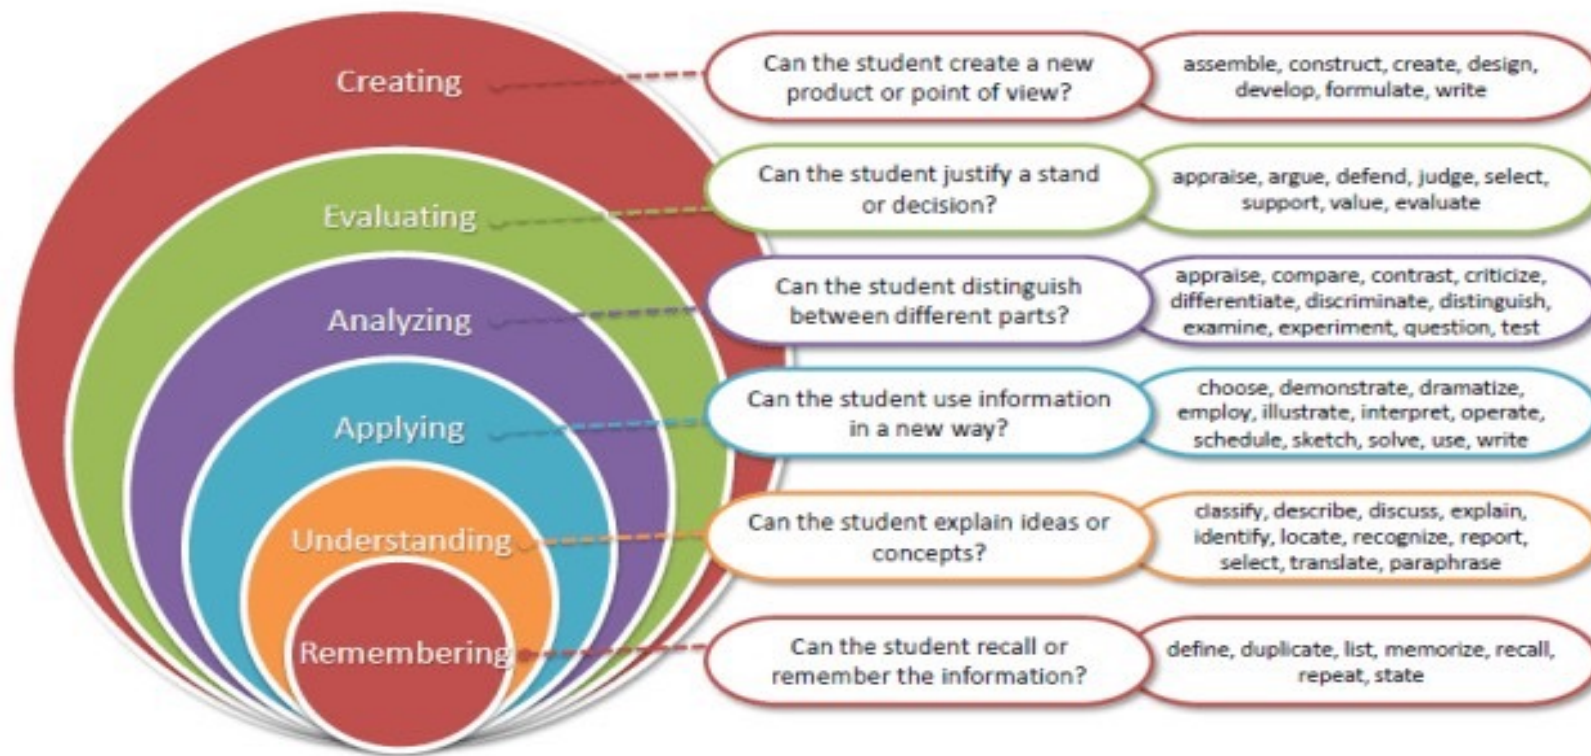 Creating
Can the student create a new
product or point of view?
assemble, construct, create, design,
develop, formulate, write
Evaluating
Can the student justify a stand
or decision?
appraise, argue, defend, judge, select,
support, value, evaluate
Analyzing
Can the student distinguish
between different parts?
appraise, compare, contrast, criticize,
differentiate, discriminate, distinguish,
examine, experiment, question, test
Applying
Can the student use information
in a new way?
choose, demonstrate, dramatize,
employ, illustrate, interpret, operate,
schedule, sketch, solve, use, write
Understanding
Can the student explain ideas or
concepts?
classify, describe, discuss, explain,
identify, locate, recognize, report,
select, translate, paraphrase
Remembering
Can the student recall or
remember the information?
define, duplicate, list, memorize, recall,
repeat, state